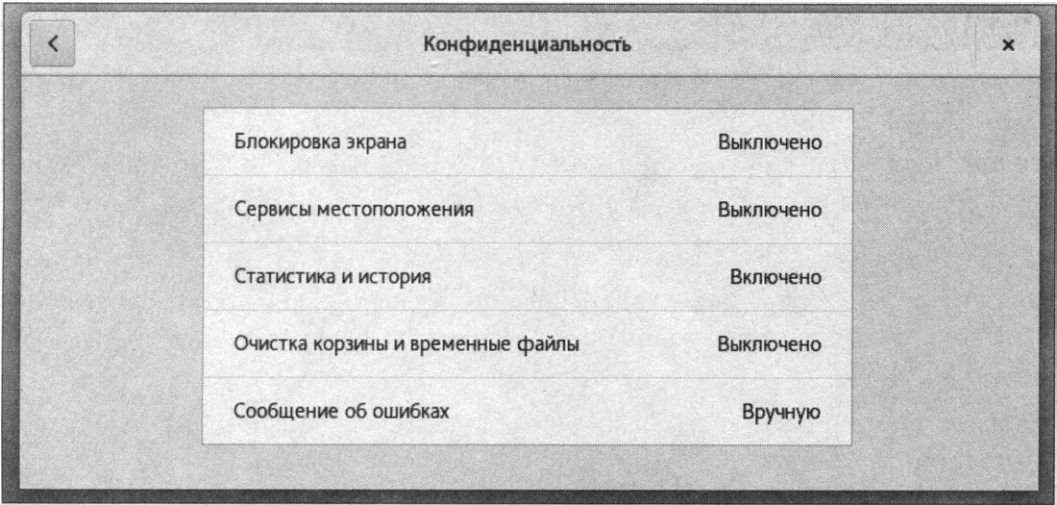 Конфиденциальность
Блокировка экрана Выключено
Сервисы местоположения Выключено
Статистика и история Включено
Очистка корзины и временные файлы Выключено
Сообщение об ошибках Вручную